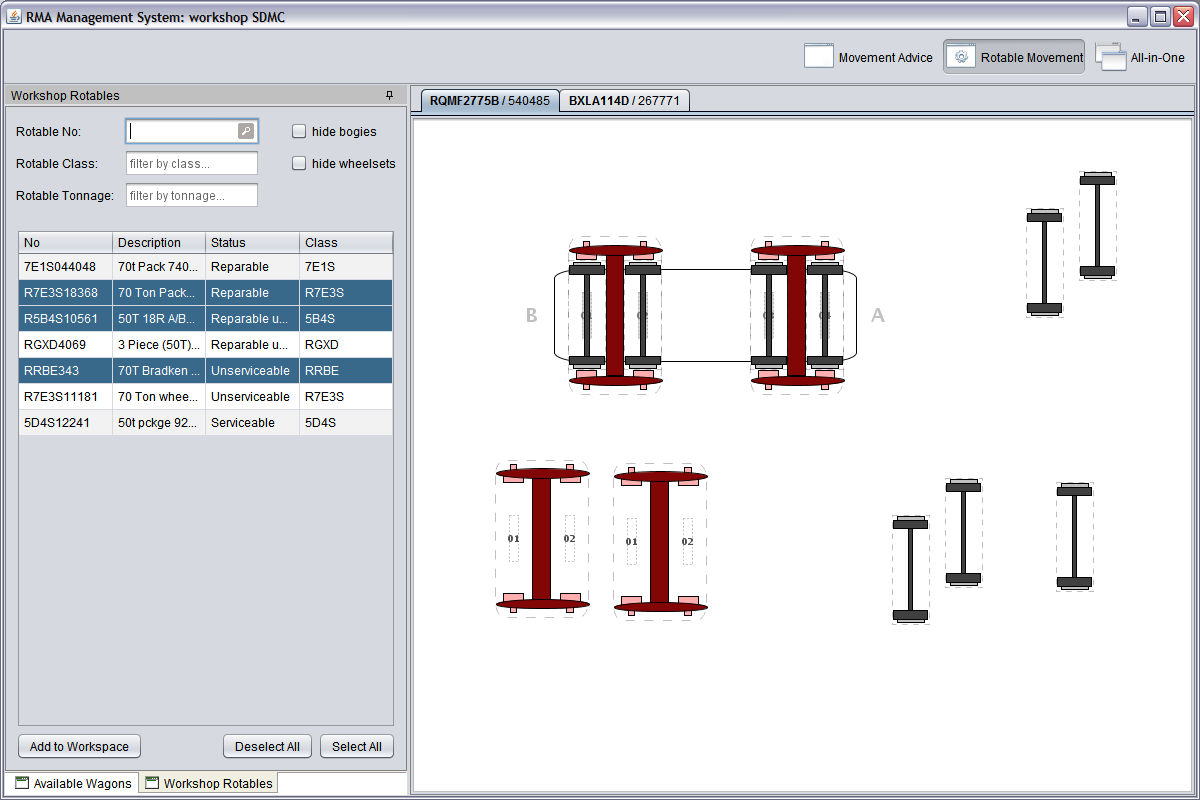 RMA Management System: workshop SDMC
Movement Advice Rotable Movement All-in-One
Workshop Rotables
RQMF2775B / 540485 BXLA114D / 267771
Rotable No: hide bogies
Rotable Class: filter by class... hide wheelsets
Rotable Tonnage: filter by tonnage...
No Description Status Class
7E1S044048 70t Pack 740... Reparable 7E1S
R7E3S18368 70 Ton Pack... Reparable R7E3S
R5B4S10561 50T 18R A/B... Reparable u... 5B4S
RGXD4069 3 Piece (50T)... Reparable u... RGXD
RRBE343 70T Bradken ... Unserviceable RRBE
R7E3S11181 70 Ton whee... Unserviceable R7E3S
5D4S12241 50t pckge 92... Serviceable 5D4S
B A
01 02 01 02
Add to Workspace Deselect All Select All
Available Wagons Workshop Rotables